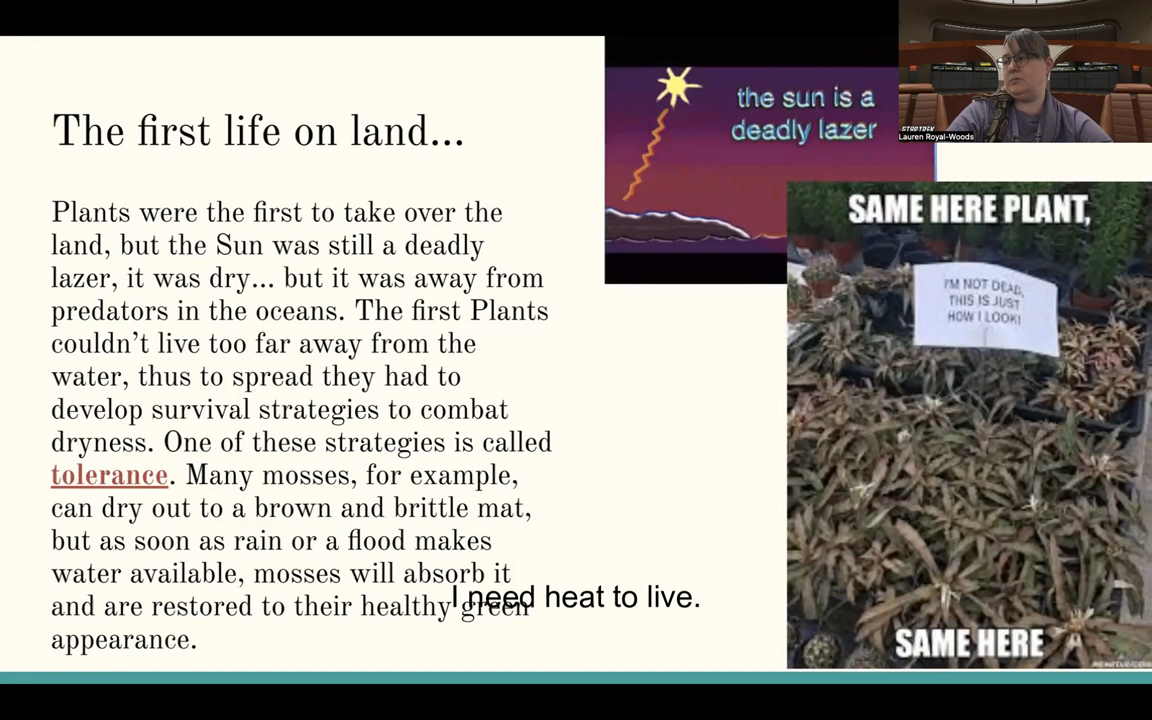 The first life on land...
Plants were the first to take over the
land, but the Sun was still a deadly
lazer, it was dry... but it was away from
predators in the oceans. The first Plants
couldn’t live too far away from the
water, thus to spread they had to
develop survival strategies to combat
dryness. One of these strategies is called
tolerance. Many mosses, for example,
can dry out to a brown and brittle mat,
but as soon as rain or a flood makes
water available, mosses will absorb it
and are restored to their healthy green
appearance.
I need heat to live.
the sun is a
deadly lazer
STAR TREK
Lauren Royal-Woods
SAME HERE PLANT,
I'M NOT DEAD,
THIS IS JUST
HOW I LOOK!
SAME HERE